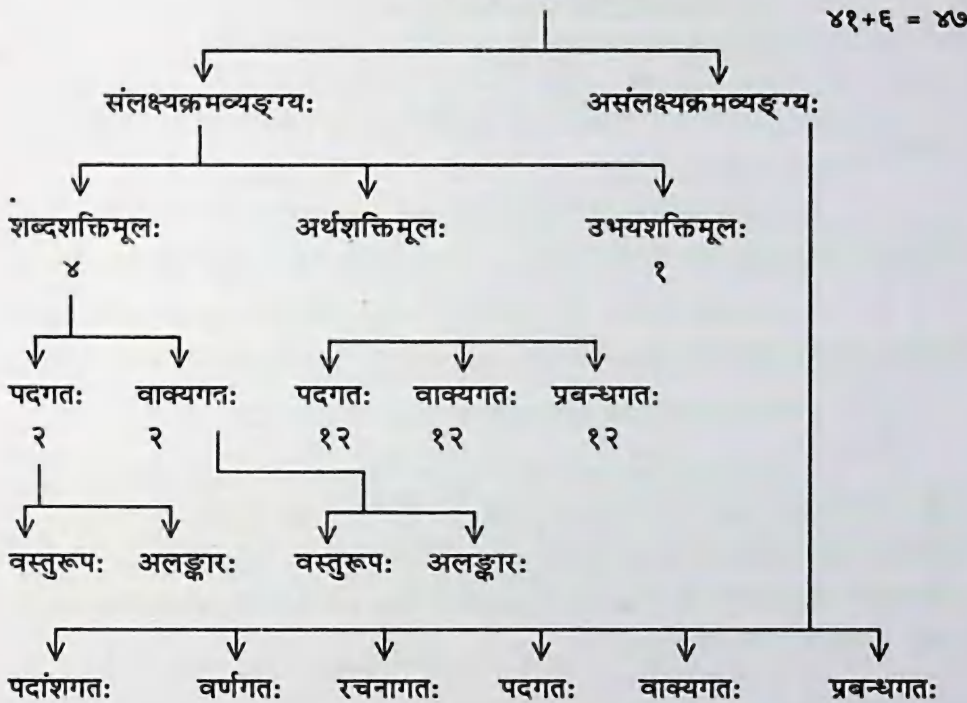 ४१+६ = ४७
संलक्ष्यक्रमव्यङ्ग्यः असंलक्ष्यक्रमव्यङ्ग्यः
शब्दशक्तिमूलः अर्थशक्तिमूलः उभयशक्तिमूलः
४ १
पदगतः वाक्यगतः पदगतः वाक्यगतः प्रबन्धगतः
२ २ १२ १२ १२
वस्तुरूपः अलङ्कारः वस्तुरूपः अलङ्कारः
पदांशगतः वर्णगतः रचनागतः पदगतः वाक्यगतः प्रबन्धगतः